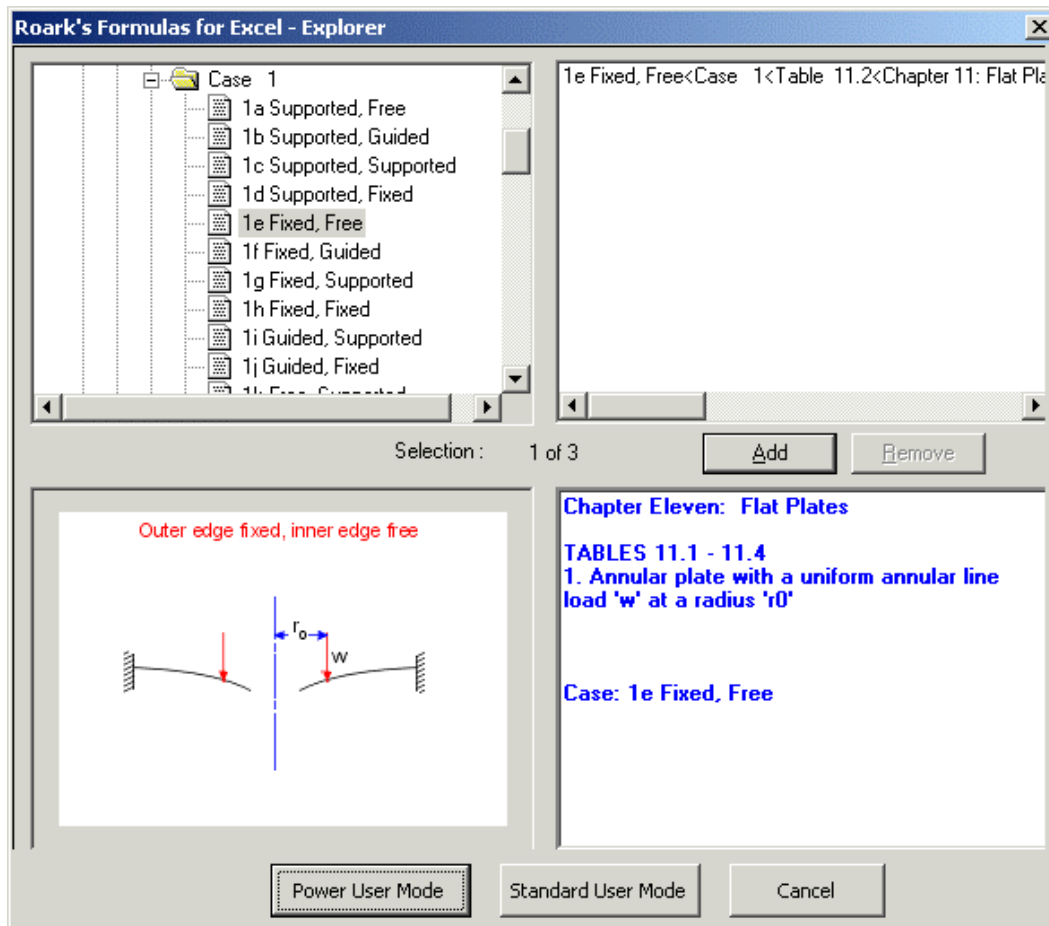 Roark's Formulas for Excel - Explorer
Case 1
1a Supported, Free
1b Supported, Guided
1c Supported, Supported
1d Supported, Fixed
1e Fixed, Free
1f Fixed, Guided
1g Fixed, Supported
1h Fixed, Fixed
1i Guided, Supported
1j Guided, Fixed
1e Fixed, Free<Case 1<Table 11.2<Chapter 11: Flat Pla
Selection : 1 of 3 Add Remove
Outer edge fixed, inner edge free
ro
w
Chapter Eleven: Flat Plates
TABLES 11.1 - 11.4
1. Annular plate with a uniform annular line
load 'w' at a radius 'r0'
Case: 1e Fixed, Free
Power User Mode Standard User Mode Cancel